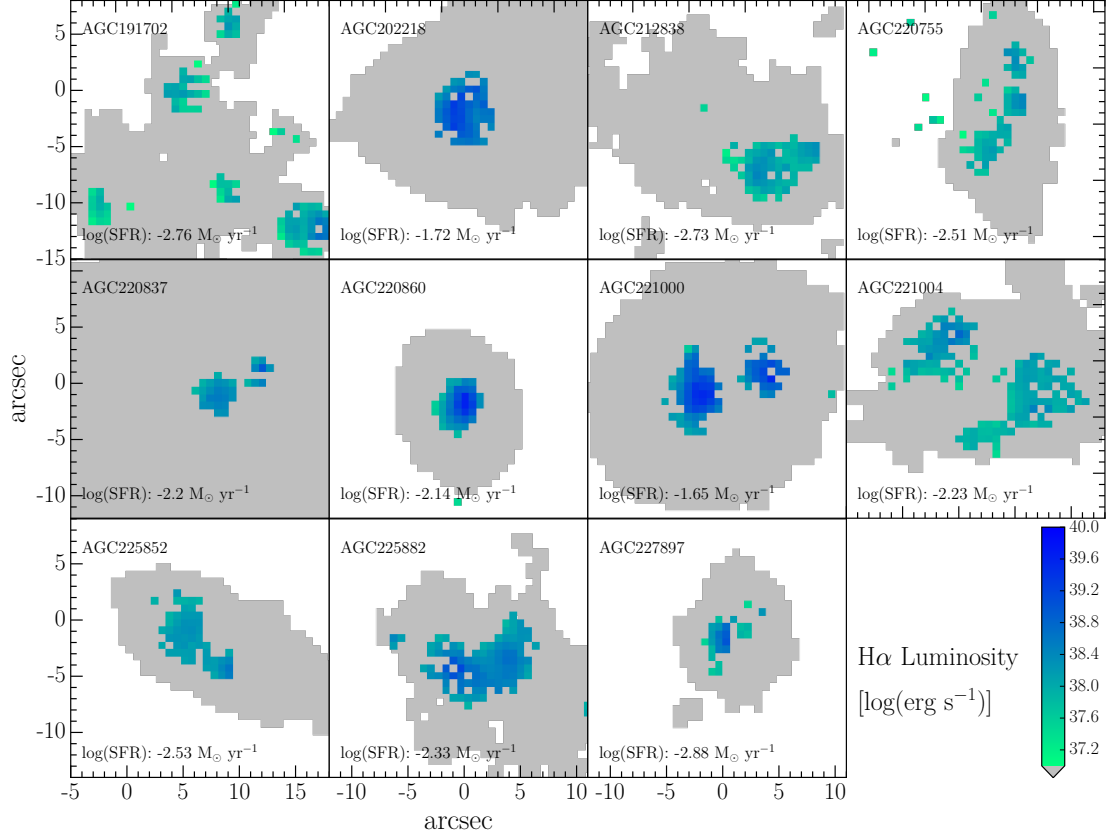 AGC191702
AGC202218
AGC212838
AGC220755
5
0
-5
-10
-15
log(SFR): -2.76 M⊙ yr⁻¹
log(SFR): -1.72 M⊙ yr⁻¹
log(SFR): -2.73 M⊙ yr⁻¹
log(SFR): -2.51 M⊙ yr⁻¹
AGC220837
AGC220860
AGC221000
AGC221004
5
0
-5
-10
arcsec
log(SFR): -2.2 M⊙ yr⁻¹
log(SFR): -2.14 M⊙ yr⁻¹
log(SFR): -1.65 M⊙ yr⁻¹
log(SFR): -2.23 M⊙ yr⁻¹
AGC225852
AGC225882
AGC227897
5
0
-5
-10
log(SFR): -2.53 M⊙ yr⁻¹
log(SFR): -2.33 M⊙ yr⁻¹
log(SFR): -2.88 M⊙ yr⁻¹
-5 0 5 10 15
-10 -5 0 5 10
-5 0 5 10
arcsec
Hα Luminosity
[log(erg s⁻¹)]
40.0
39.6
39.2
38.8
38.4
38.0
37.6
37.2